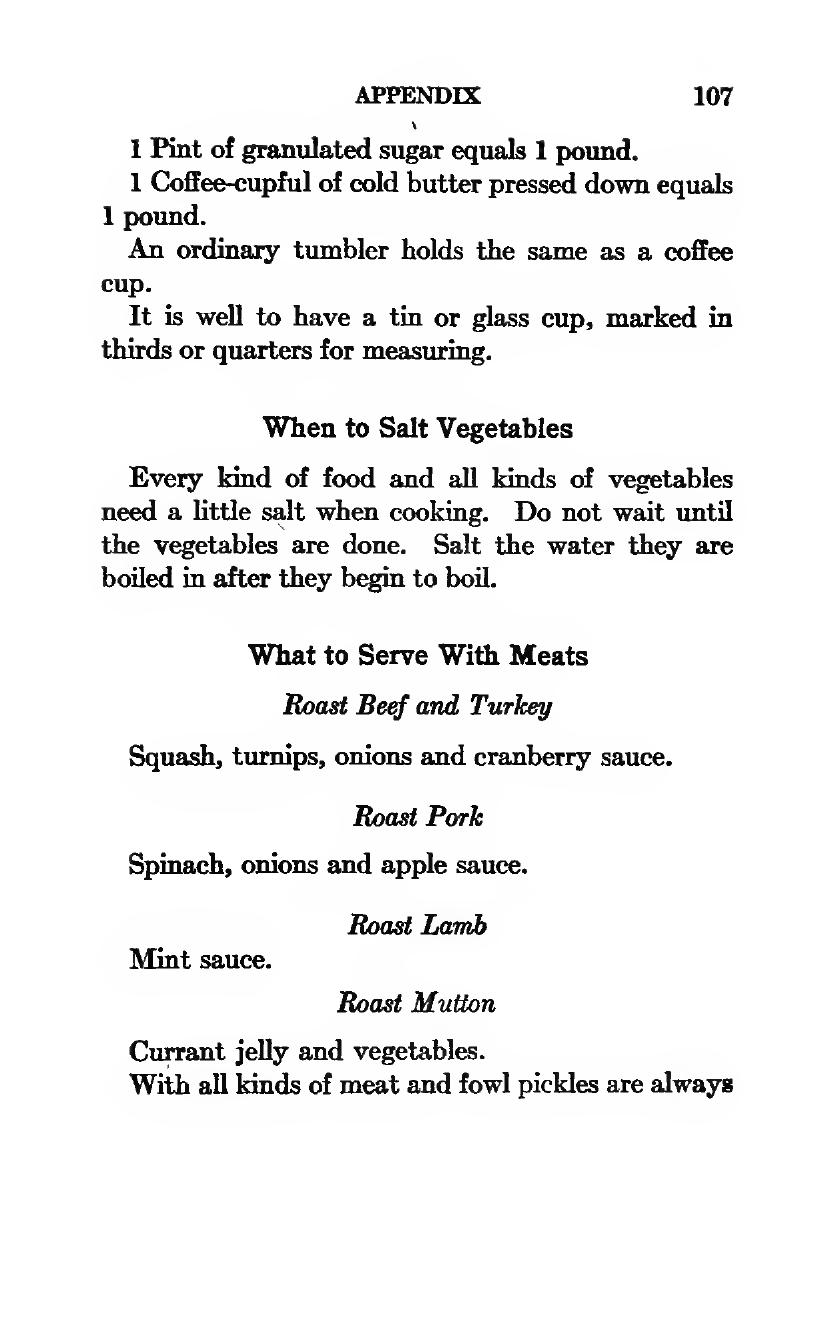 APPENDIX 107
1 Pint of granulated sugar equals 1 pound.
1 Coffee-cupful of cold butter pressed down equals
1 pound.
An ordinary tumbler holds the same as a coffee
cup.
It is well to have a tin or glass cup, marked in
thirds or quarters for measuring.
When to Salt Vegetables
Every kind of food and all kinds of vegetables
need a little salt when cooking. Do not wait until
the vegetables are done. Salt the water they are
boiled in after they begin to boil.
What to Serve With Meats
Roast Beef and Turkey
Squash, turnips, onions and cranberry sauce.
Roast Pork
Spinach, onions and apple sauce.
Roast Lamb
Mint sauce.
Roast Mutton
Currant jelly and vegetables.
With all kinds of meat and fowl pickles are always